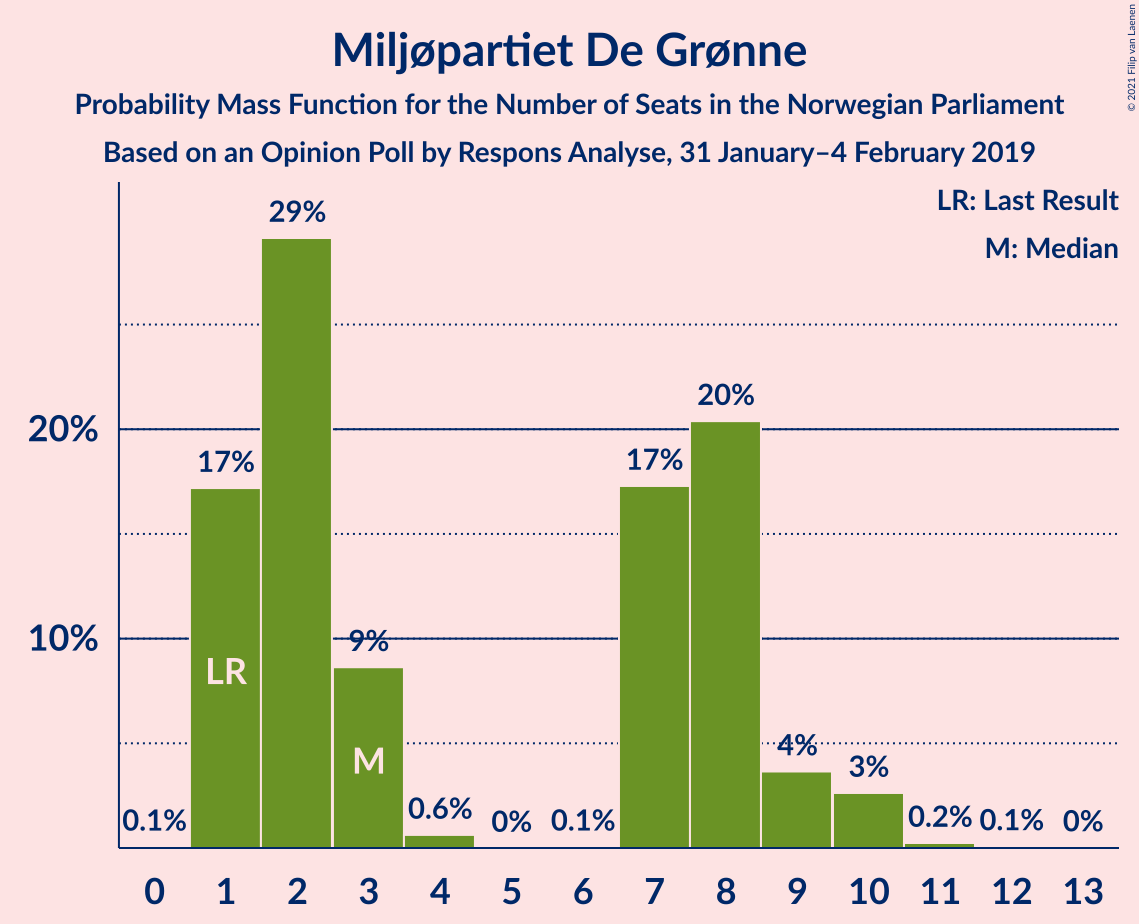 Miljøpartiet De Grønne
Probability Mass Function for the Number of Seats in the Norwegian Parliament
Based on an Opinion Poll by Respons Analyse, 31 January–4 February 2019
© 2021 Filip van Laenen
LR: Last Result
M: Median
29%
20%
20%
17%
17%
10%
9%
LR
M
4%
3%
0.1%
0.6%
0%
0.1%
0.2%
0.1%
0%
0 1 2 3 4 5 6 7 8 9 10 11 12 13